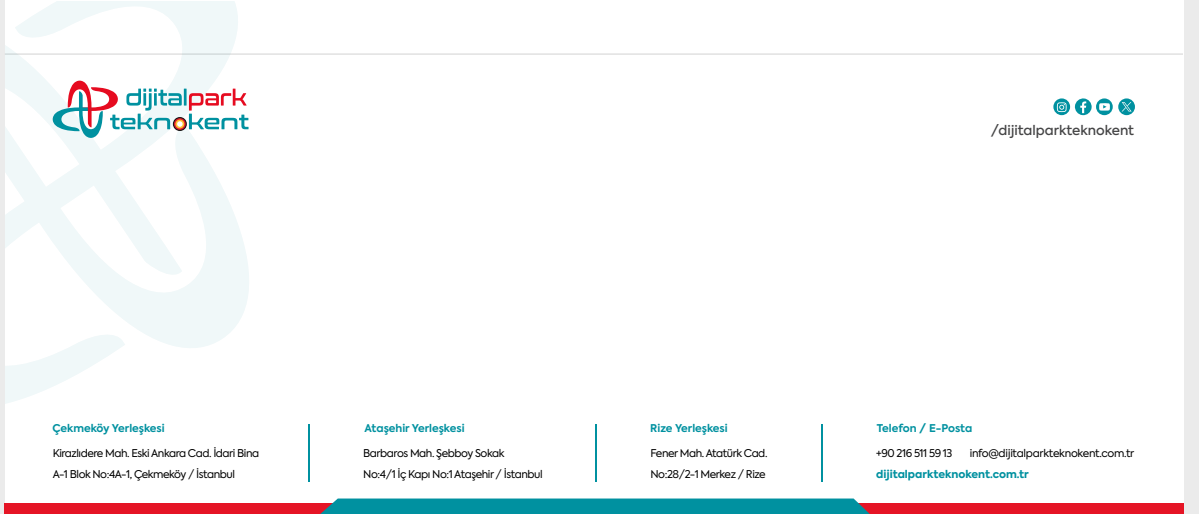 dijitalpark
teknokent
/dijitalparkteknokent
Çekmeköy Yerleşkesi
Kirazlıdere Mah. Eski Ankara Cad. İdari Bina
A-1 Blok No:4A-1, Çekmeköy / İstanbul
Ataşehir Yerleşkesi
Barbaros Mah. Şebboy Sokak
No:4/1 İç Kapı No:1 Ataşehir / İstanbul
Rize Yerleşkesi
Fener Mah. Atatürk Cad.
No:28/2-1 Merkez / Rize
Telefon / E-Posta
+90 216 511 59 13 info@dijitalparkteknokent.com.tr
dijitalparkteknokent.com.tr